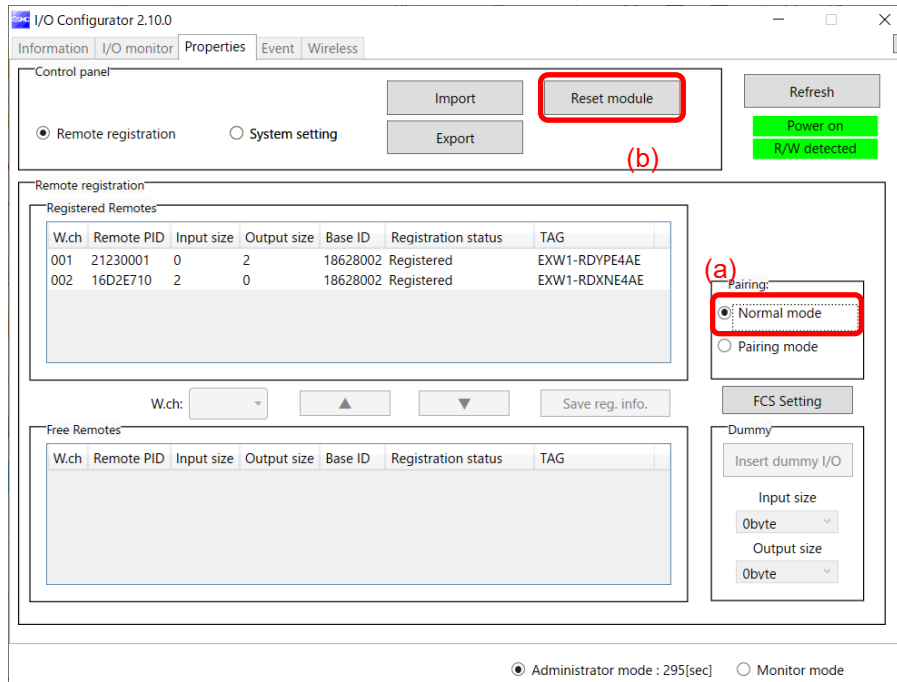 SMC I/O Configurator 2.10.0
Information I/O monitor Properties Event Wireless
Control panel
Import Reset module Refresh
Remote registration System setting Export Power on
(b) R/W detected
Remote registration
Registered Remotes
W.ch Remote PID Input size Output size Base ID Registration status TAG
001 21230001 0 2 18628002 Registered EXW1-RDYPE4AE
002 16D2E710 2 0 18628002 Registered EXW1-RDXNE4AE
(a)
Pairing:
Normal mode
Pairing mode
W.ch: ▲ ▼ Save reg. info. FCS Setting
Free Remotes Dummy
W.ch Remote PID Input size Output size Base ID Registration status TAG
Insert dummy I/O
Input size
0byte
Output size
0byte
Administrator mode : 295[sec] Monitor mode